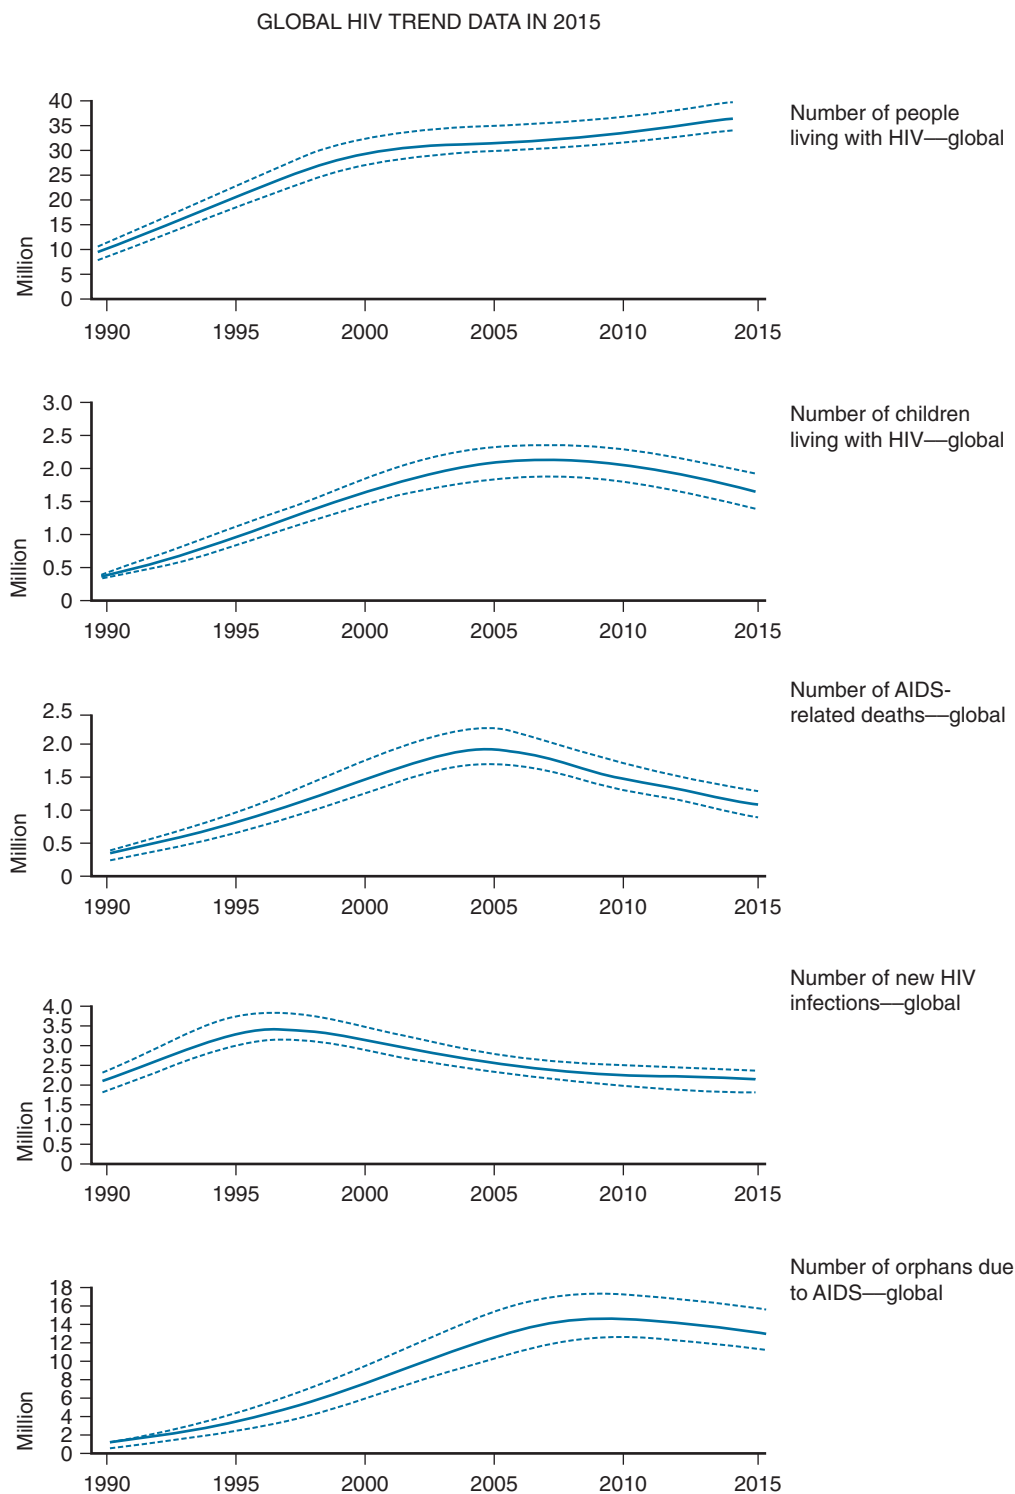 GLOBAL HIV TREND DATA IN 2015
40
35
30
25
20
15
10
5
0
Million
1990 1995 2000 2005 2010 2015
Number of people
living with HIV—global
3.0
2.5
2.0
1.5
1.0
0.5
0
Million
1990 1995 2000 2005 2010 2015
Number of children
living with HIV—global
2.5
2.0
1.5
1.0
0.5
0
Million
1990 1995 2000 2005 2010 2015
Number of AIDS-
related deaths—global
4.0
3.5
3.0
2.5
2.0
1.5
1.0
0.5
0
Million
1990 1995 2000 2005 2010 2015
Number of new HIV
infections—global
18
16
14
12
10
8
6
4
2
0
Million
1990 1995 2000 2005 2010 2015
Number of orphans due
to AIDS—global